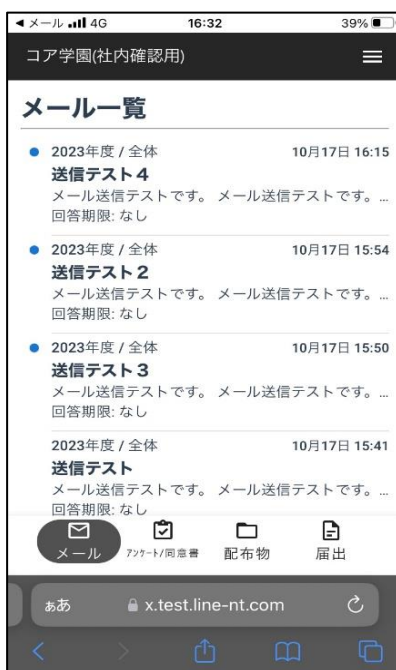 ◀ メール 4G 16:32 39%
コア学園(社内確認用)
メール一覧
2023年度 / 全体 10月17日 16:15
送信テスト４
メール送信テストです。 メール送信テストです。...
回答期限: なし
2023年度 / 全体 10月17日 15:54
送信テスト２
メール送信テストです。 メール送信テストです。...
回答期限: なし
2023年度 / 全体 10月17日 15:50
送信テスト３
メール送信テストです。 メール送信テストです。...
回答期限: なし
2023年度 / 全体 10月17日 15:41
送信テスト
メール送信テストです。 メール送信テストです。...
回答期限: なし
メール ｱﾝｹｰﾄ/同意書 配布物 届出
ぁあ x.test.line-nt.com